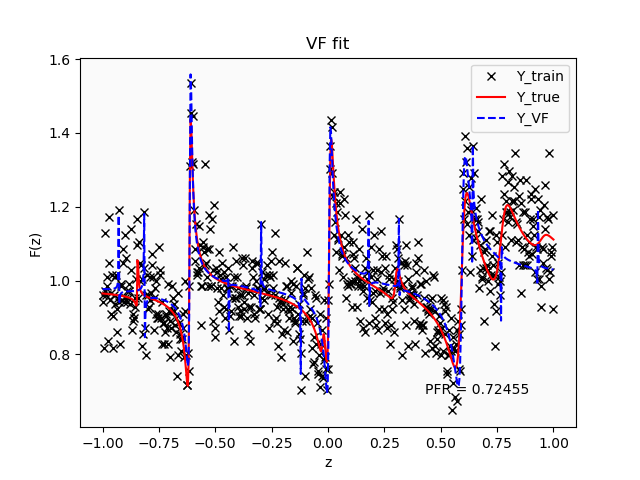 VF fit
F(z)
1.6
1.4
1.2
1.0
0.8
Y_train
Y_true
Y_VF
PFR = 0.72455
−1.00 −0.75 −0.50 −0.25 0.00 0.25 0.50 0.75 1.00
z